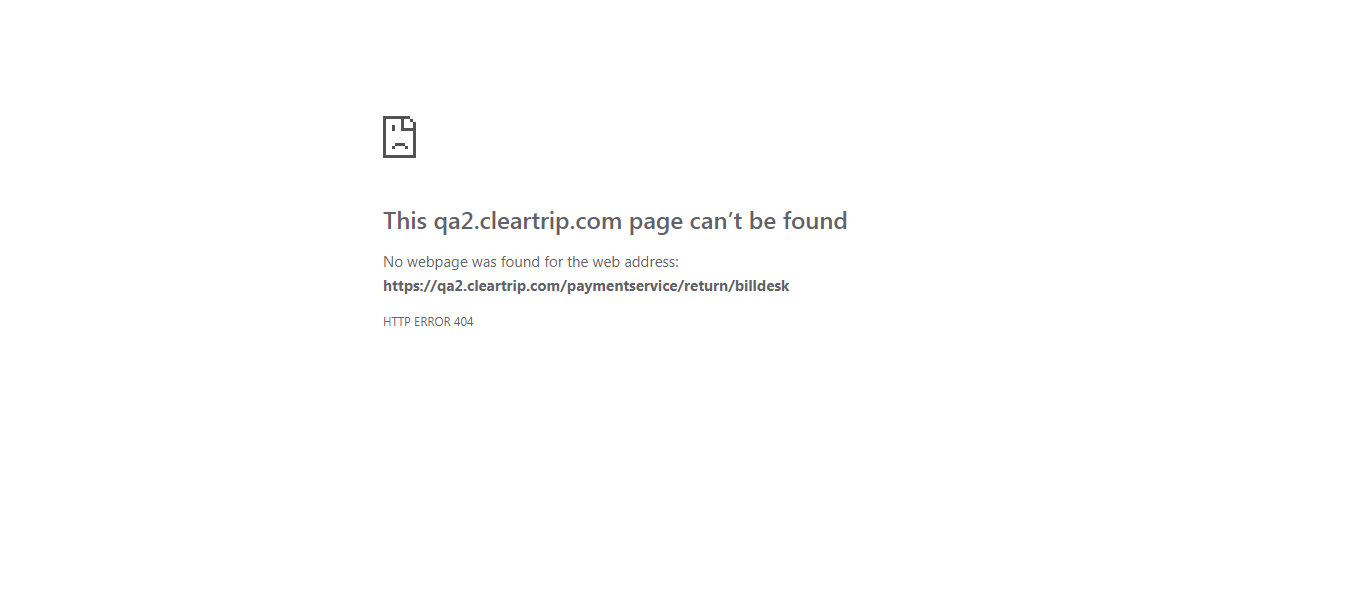 This qa2.cleartrip.com page can’t be found
No webpage was found for the web address:
https://qa2.cleartrip.com/paymentservice/return/billdesk
HTTP ERROR 404